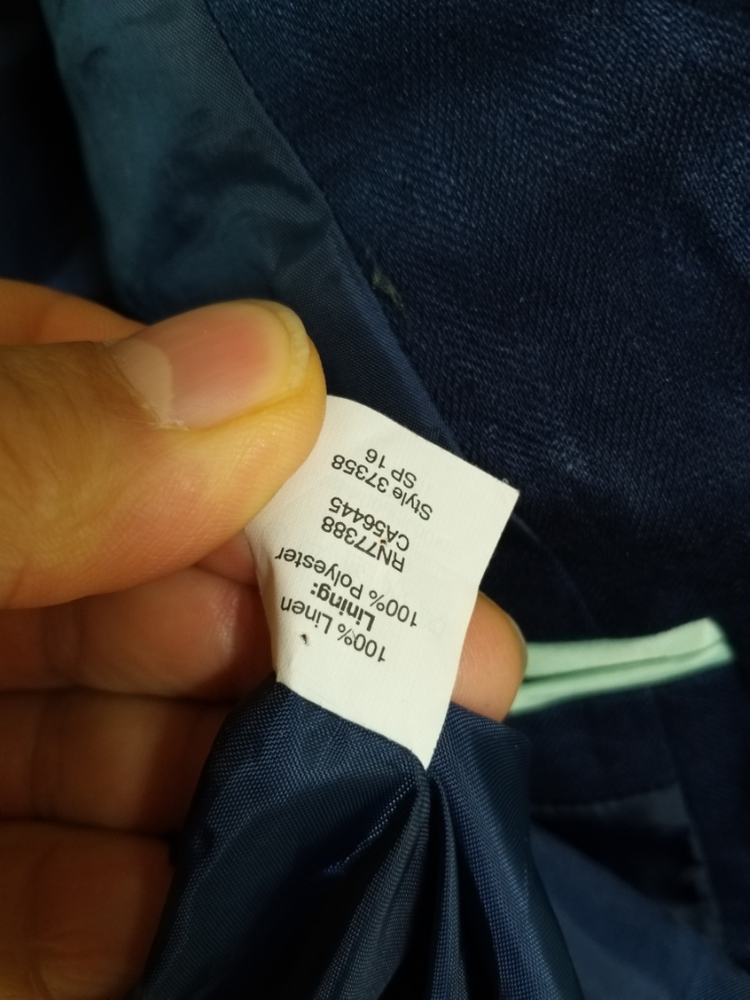 100% Linen
Lining:
100% Polyester
RN77388
CA56445
Style 37358
SP 16